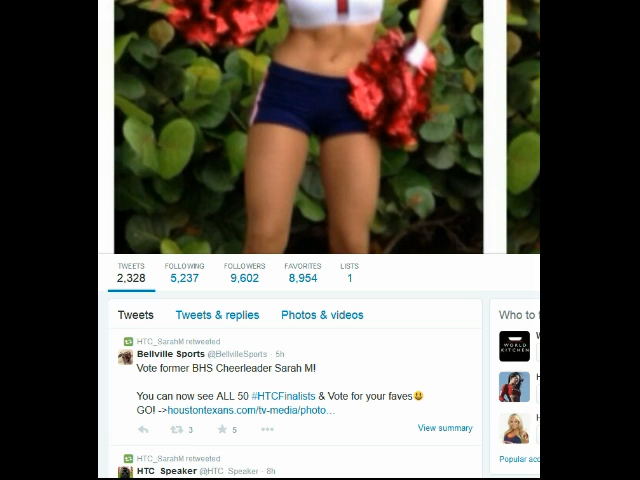 TWEETS FOLLOWING FOLLOWERS FAVORITES LISTS
2,328 5,237 9,602 8,954 1
Tweets Tweets & replies Photos & videos
Who to
HTC_SarahM retweeted
Bellville Sports @BellvilleSports · 5h
Vote former BHS Cheerleader Sarah M!
You can now see ALL 50 #HTCFinalists & Vote for your faves😃
GO! ->houstontexans.com/tv-media/photo…
3 5 View summary
WORLD
KITCHEN
H
H
Popular acc
HTC_SarahM retweeted
HTC_Speaker @HTC_Speaker · 8h